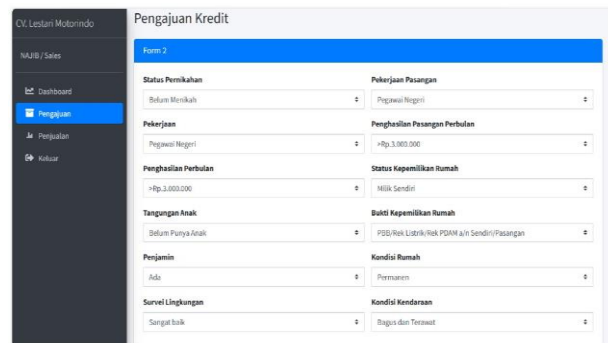 CV. Lestari Motorindo
NAJIB / Sales
Dashboard
Pengajuan
Penjualan
Keluar
Pengajuan Kredit
Form 2
Status Pernikahan
Belum Menikah
Pekerjaan Pasangan
Pegawai Negeri
Pekerjaan
Pegawai Negeri
Penghasilan Pasangan Perbulan
>Rp.3.000.000
Penghasilan Perbulan
>Rp.3.000.000
Status Kepemilikan Rumah
Milik Sendiri
Tangungan Anak
Belum Punya Anak
Bukti Kepemilikan Rumah
PBB/Rek Listrik/Rek PDAM a/n Sendiri/Pasangan
Penjamin
Ada
Kondisi Rumah
Permanen
Survei Lingkungan
Sangat baik
Kondisi Kendaraan
Bagus dan Terawat